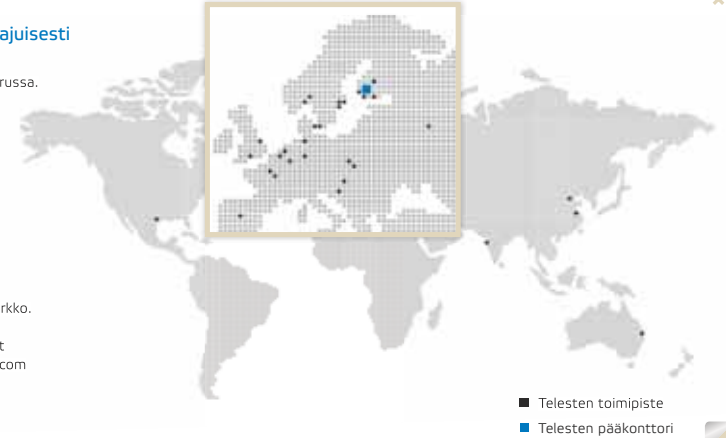 ajuisesti
russa.
rkko.
t
com
Telesten toimipiste
Telesten pääkonttori